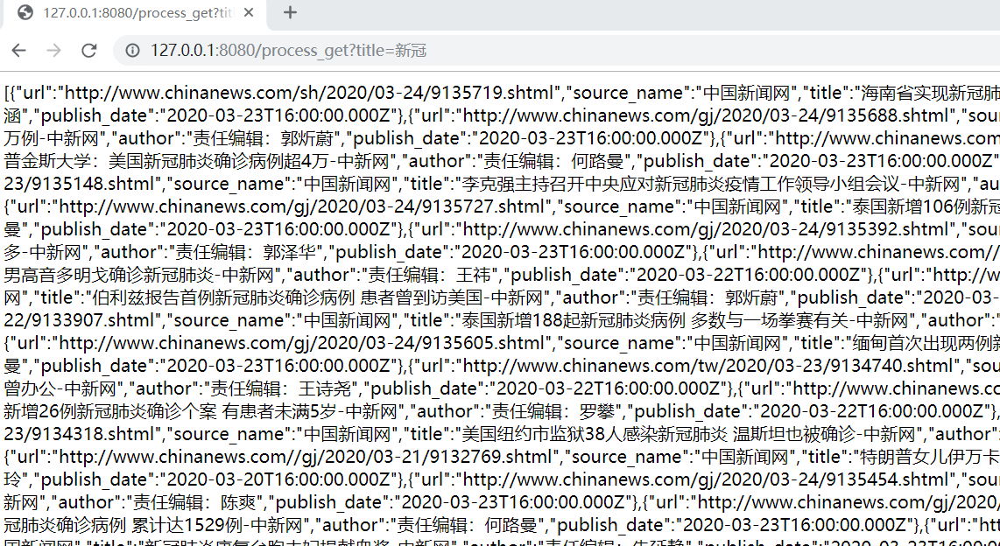 127.0.0.1:8080/process_get?titl
127.0.0.1:8080/process_get?title=新冠
[{"url":"http://www.chinanews.com/sh/2020/03-24/9135719.shtml","source_name":"中国新闻网","title":"海南省实现新冠肺
涵","publish_date":"2020-03-23T16:00:00.000Z"},{"url":"http://www.chinanews.com/gj/2020/03-24/9135688.shtml","sour
万例-中新网","author":"责任编辑：郭炘蔚","publish_date":"2020-03-23T16:00:00.000Z"},{"url":"http://www.chinanews.com
普金斯大学：美国新冠肺炎确诊病例超4万-中新网","author":"责任编辑：何路曼","publish_date":"2020-03-23T16:00:00.000Z"
23/9135148.shtml","source_name":"中国新闻网","title":"李克强主持召开中央应对新冠肺炎疫情工作领导小组会议-中新网","au
{"url":"http://www.chinanews.com/gj/2020/03-24/9135727.shtml","source_name":"中国新闻网","title":"泰国新增106例新冠
曼","publish_date":"2020-03-23T16:00:00.000Z"},{"url":"http://www.chinanews.com/gj/2020/03-24/9135392.shtml","sour
多-中新网","author":"责任编辑：郭泽华","publish_date":"2020-03-23T16:00:00.000Z"},{"url":"http://www.chinanews.com//
男高音多明戈确诊新冠肺炎-中新网","author":"责任编辑：王祎","publish_date":"2020-03-22T16:00:00.000Z"},{"url":"http://w
网","title":"伯利兹报告首例新冠肺炎确诊病例 患者曾到访美国-中新网","author":"责任编辑：郭炘蔚","publish_date":"2020-03-
22/9133907.shtml","source_name":"中国新闻网","title":"泰国新增188起新冠肺炎病例 多数与一场拳赛有关-中新网","author":"
{"url":"http://www.chinanews.com/gj/2020/03-24/9135605.shtml","source_name":"中国新闻网","title":"缅甸首次出现两例新
曼","publish_date":"2020-03-23T16:00:00.000Z"},{"url":"http://www.chinanews.com/tw/2020/03-23/9134740.shtml","sour
曾办公-中新网","author":"责任编辑：王诗尧","publish_date":"2020-03-22T16:00:00.000Z"},{"url":"http://www.chinanews.co
新增26例新冠肺炎确诊个案 有患者未满5岁-中新网","author":"责任编辑：罗攀","publish_date":"2020-03-22T16:00:00.000Z"},
23/9134318.shtml","source_name":"中国新闻网","title":"美国纽约市监狱38人感染新冠肺炎 温斯坦也被确诊-中新网","author":"
{"url":"http://www.chinanews.com//gj/2020/03-21/9132769.shtml","source_name":"中国新闻网","title":"特朗普女儿伊万卡
玲","publish_date":"2020-03-20T16:00:00.000Z"},{"url":"http://www.chinanews.com/gj/2020/03-24/9135454.shtml","sour
新网","author":"责任编辑：陈爽","publish_date":"2020-03-23T16:00:00.000Z"},{"url":"http://www.chinanews.com/gj/2020/
冠肺炎确诊病例 累计达1529例-中新网","author":"责任编辑：何路曼","publish_date":"2020-03-23T16:00:00.000Z"},{"url":"htt